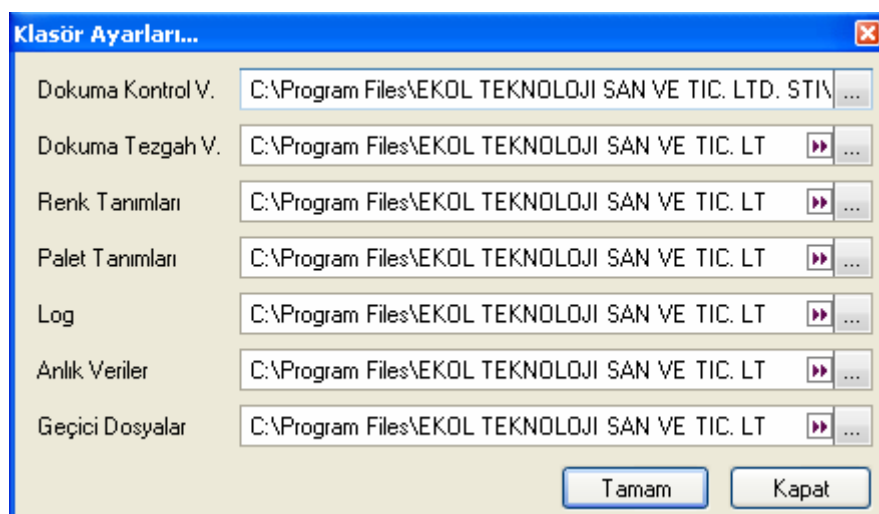 Klasör Ayarları...
Dokuma Kontrol V. C:\Program Files\EKOL TEKNOLOJI SAN VE TIC. LTD. STI\ ...
Dokuma Tezgah V. C:\Program Files\EKOL TEKNOLOJI SAN VE TIC. LT ...
Renk Tanımları C:\Program Files\EKOL TEKNOLOJI SAN VE TIC. LT ...
Palet Tanımları C:\Program Files\EKOL TEKNOLOJI SAN VE TIC. LT ...
Log C:\Program Files\EKOL TEKNOLOJI SAN VE TIC. LT ...
Anlık Veriler C:\Program Files\EKOL TEKNOLOJI SAN VE TIC. LT ...
Geçici Dosyalar C:\Program Files\EKOL TEKNOLOJI SAN VE TIC. LT ...
Tamam Kapat